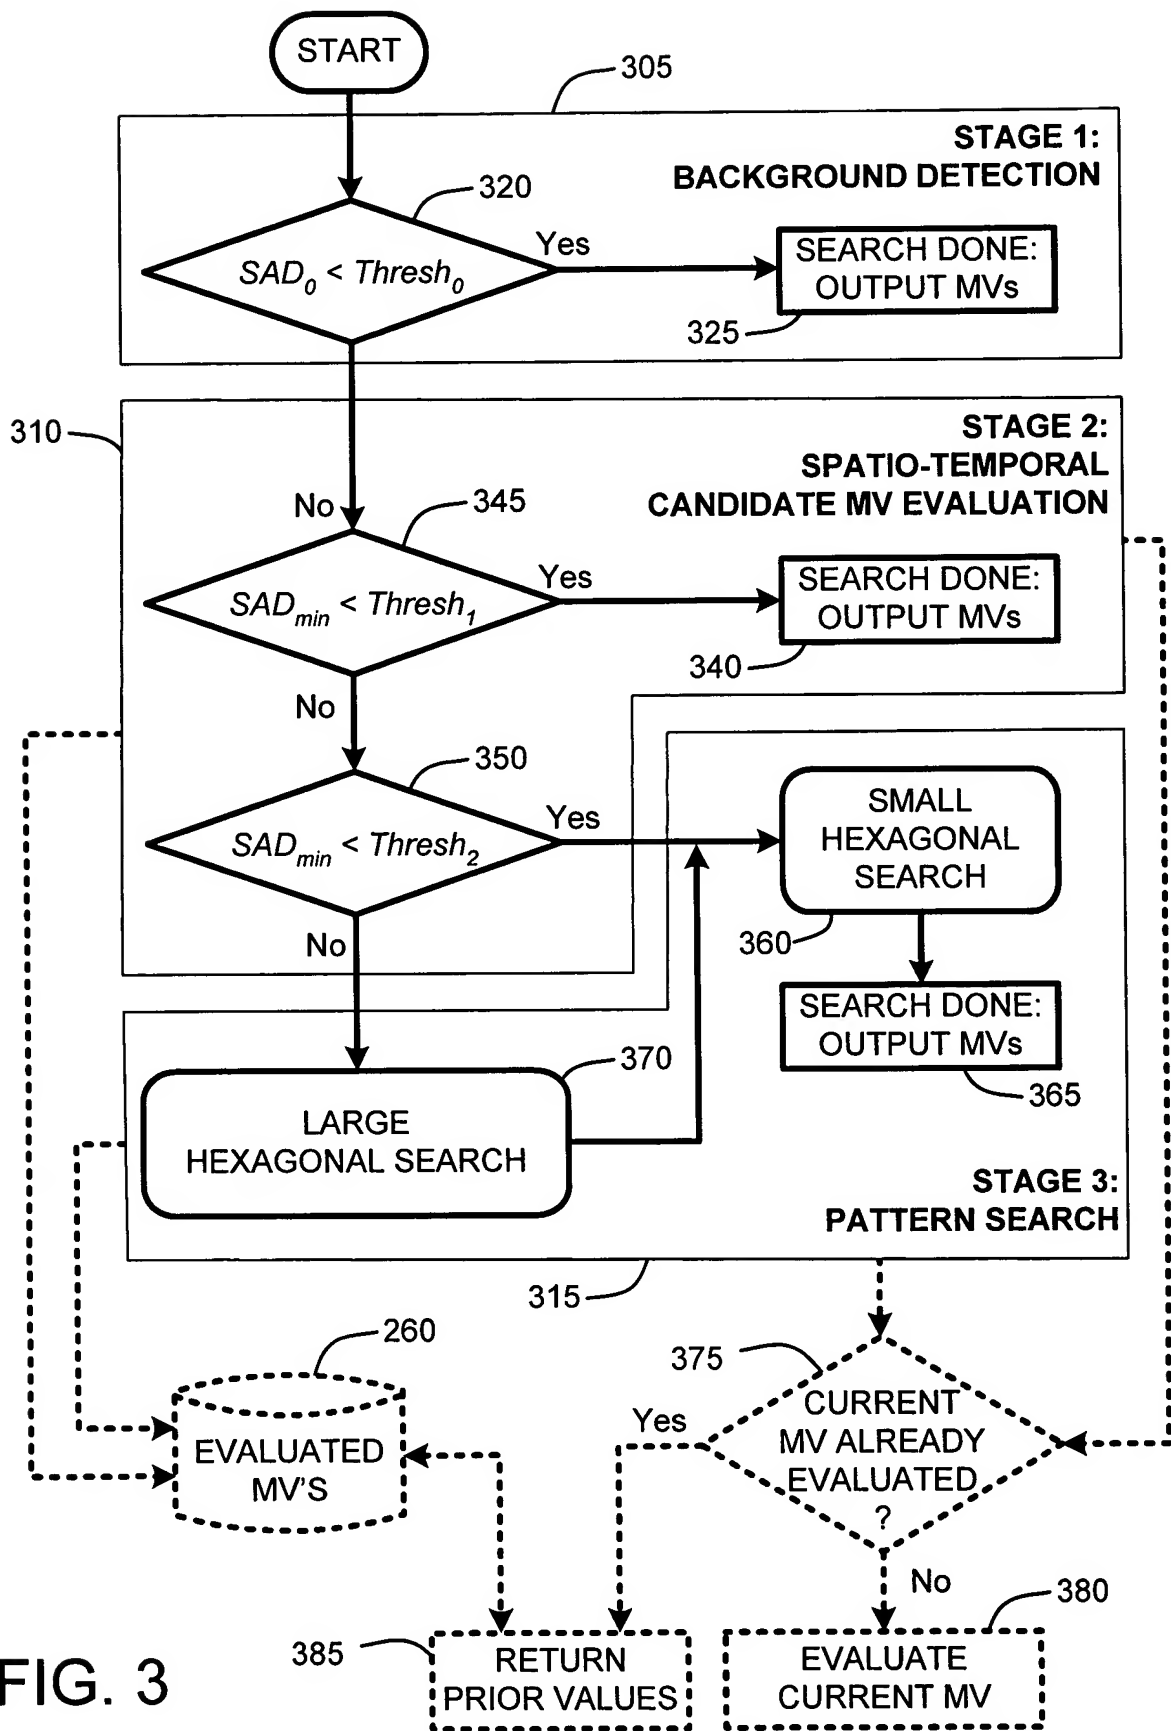 START
305
STAGE 1:
BACKGROUND DETECTION
320
SAD0 < Thresh0
Yes
SEARCH DONE:
OUTPUT MVs
325
310
STAGE 2:
SPATIO-TEMPORAL
CANDIDATE MV EVALUATION
No
345
SADmin < Thresh1
Yes
SEARCH DONE:
OUTPUT MVs
340
No
350
SADmin < Thresh2
Yes
SMALL
HEXAGONAL
SEARCH
360
No
SEARCH DONE:
OUTPUT MVs
365
370
LARGE
HEXAGONAL SEARCH
STAGE 3:
PATTERN SEARCH
315
260
EVALUATED
MV'S
375
CURRENT
MV ALREADY
EVALUATED
?
Yes
No
380
385
RETURN
PRIOR VALUES
EVALUATE
CURRENT MV
FIG. 3